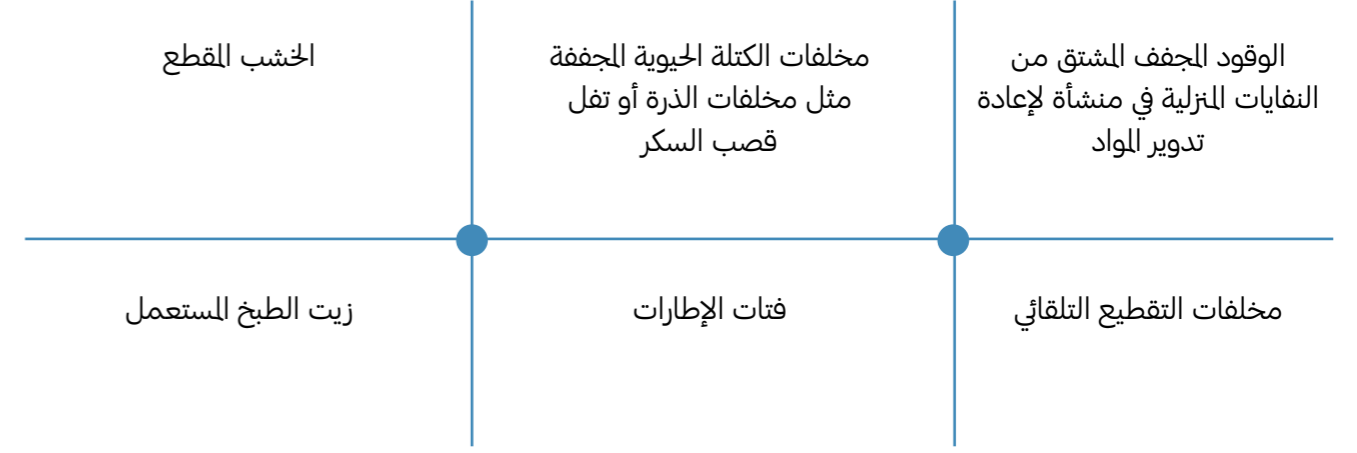 الوقود المجفف المشتق من
النفايات المنزلية في منشأة لإعادة
تدوير المواد
مخلفات الكتلة الحيوية المجففة
مثل مخلفات الذرة أو تفل
قصب السكر
الخشب المقطع
مخلفات التقطيع التلقائي
فتات الإطارات
زيت الطبخ المستعمل